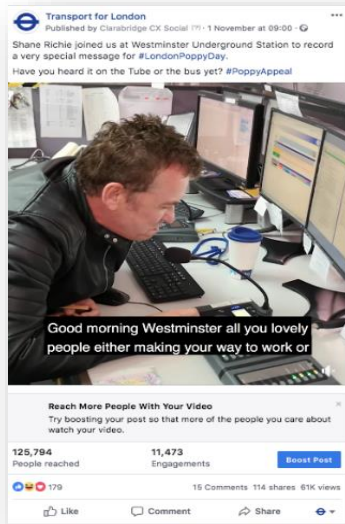 Transport for London
Published by Clarabridge CX Social [?] · 1 November at 09:00 ·
Shane Richie joined us at Westminster Underground Station to record
a very special message for #LondonPoppyDay.
Have you heard it on the Tube or the bus yet? #PoppyAppeal
Good morning Westminster all you lovely
people either making your way to work or
Reach More People With Your Video
Try boosting your post so that more of the people you care about
watch your video.
125,794
People reached
11,473
Engagements
Boost Post
179
15 Comments 114 shares 61K views
Like Comment Share